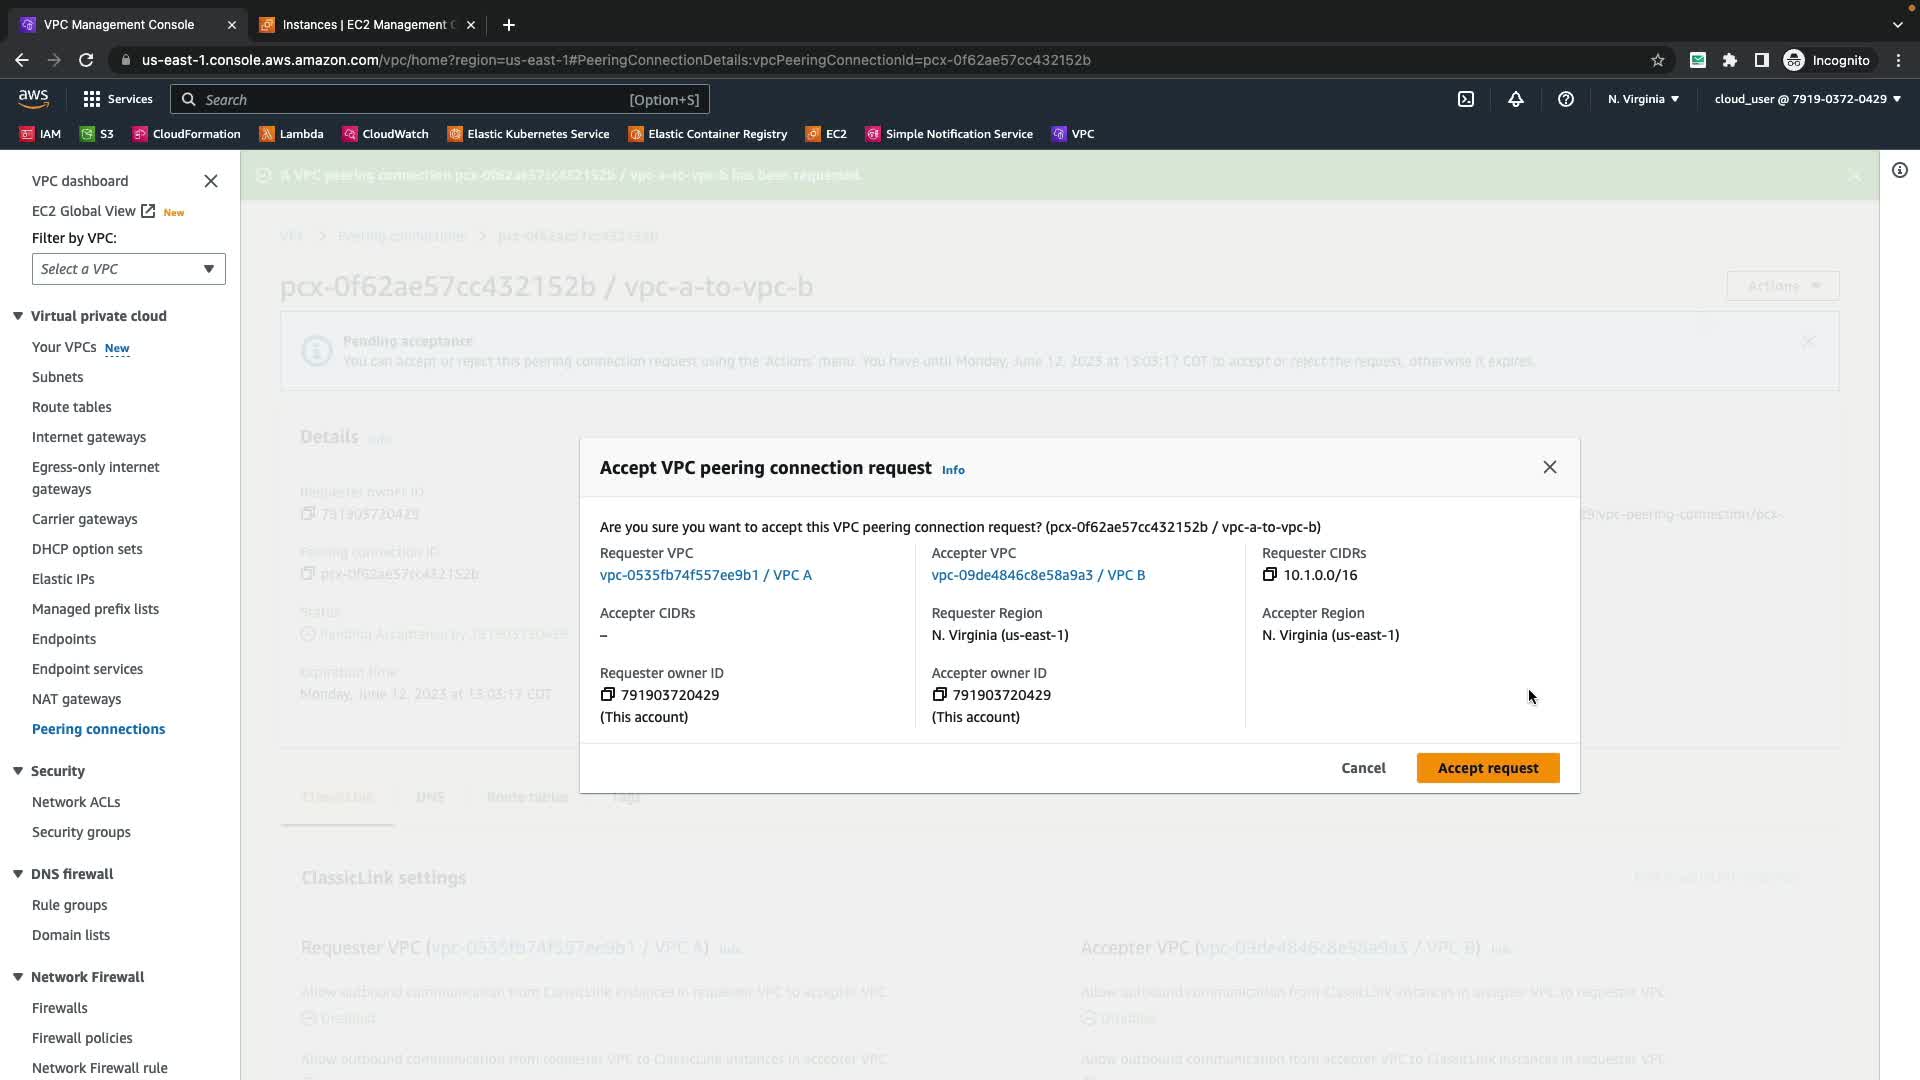 VPC Management Console
Instances | EC2 Management C
us-east-1.console.aws.amazon.com/vpc/home?region=us-east-1#PeeringConnectionDetails:vpcPeeringConnectionId=pcx-0f62ae57cc432152b
Incognito
aws
Services
Search
[Option+S]
N. Virginia
cloud_user @ 7919-0372-0429
IAM
S3
CloudFormation
Lambda
CloudWatch
Elastic Kubernetes Service
Elastic Container Registry
EC2
Simple Notification Service
VPC
VPC dashboard
EC2 Global View New
Filter by VPC:
Select a VPC
Virtual private cloud
Your VPCs New
Subnets
Route tables
Internet gateways
Egress-only internet
gateways
Carrier gateways
DHCP option sets
Elastic IPs
Managed prefix lists
Endpoints
Endpoint services
NAT gateways
Peering connections
Security
Network ACLs
Security groups
DNS firewall
Rule groups
Domain lists
Network Firewall
Firewalls
Firewall policies
Network Firewall rule
A VPC peering connection pcx-0f62ae57cc432152b / vpc-a-to-vpc-b has been requested.
VPC > Peering connections > pcx-0f62ae57cc432152b
pcx-0f62ae57cc432152b / vpc-a-to-vpc-b
Actions
Pending acceptance
You can accept or reject this peering connection request using the 'Actions' menu. You have until Monday, June 12, 2023 at 13:03:17 CDT to accept or reject the request, otherwise it expires.
Details Info
Requester owner ID
791903720429
Peering connection ID
pcx-0f62ae57cc432152b
Status
Pending Acceptance by 791903720429
Expiration time
Monday, June 12, 2023 at 13:03:17 CDT
:vpc-peering-connection/pcx-
Accept VPC peering connection request Info
Are you sure you want to accept this VPC peering connection request? (pcx-0f62ae57cc432152b / vpc-a-to-vpc-b)
Requester VPC
vpc-0535fb74f557ee9b1 / VPC A
Accepter VPC
vpc-09de4846c8e58a9a3 / VPC B
Requester CIDRs
10.1.0.0/16
Accepter CIDRs
–
Requester Region
N. Virginia (us-east-1)
Accepter Region
N. Virginia (us-east-1)
Requester owner ID
791903720429
(This account)
Accepter owner ID
791903720429
(This account)
Cancel
Accept request
ClassicLink
DNS
Route tables
Tags
ClassicLink settings
Requester VPC (vpc-0535fb74f557ee9b1 / VPC A) Info
Accepter VPC (vpc-09de4846c8e58a9a3 / VPC B) Info
Allow outbound communication from ClassicLink instances in requester VPC to accepter VPC
Disabled
Allow outbound communication from ClassicLink instances in accepter VPC to requester VPC
Disabled
Allow outbound communication from requester VPC to ClassicLink instances in accepter VPC
Allow outbound communication from accepter VPC to ClassicLink instances in requester VPC